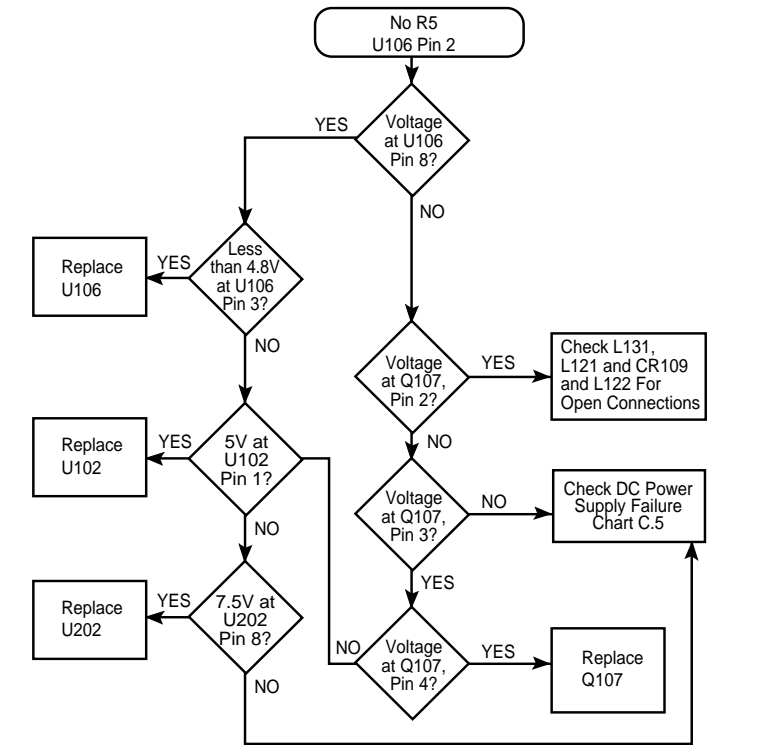 No R5
U106 Pin 2
Voltage
at U106
Pin 8?
YES
NO
Less
than 4.8V
at U106
Pin 3?
YES
Replace
U106
NO
Voltage
at Q107,
Pin 2?
YES
Check L131,
L121 and CR109
and L122 For
Open Connections
NO
5V at
U102
Pin 1?
YES
Replace
U102
NO
Voltage
at Q107,
Pin 3?
NO
Check DC Power
Supply Failure
Chart C.5
YES
7.5V at
U202
Pin 8?
YES
Replace
U202
NO
NO
Voltage
at Q107,
Pin 4?
YES
Replace
Q107